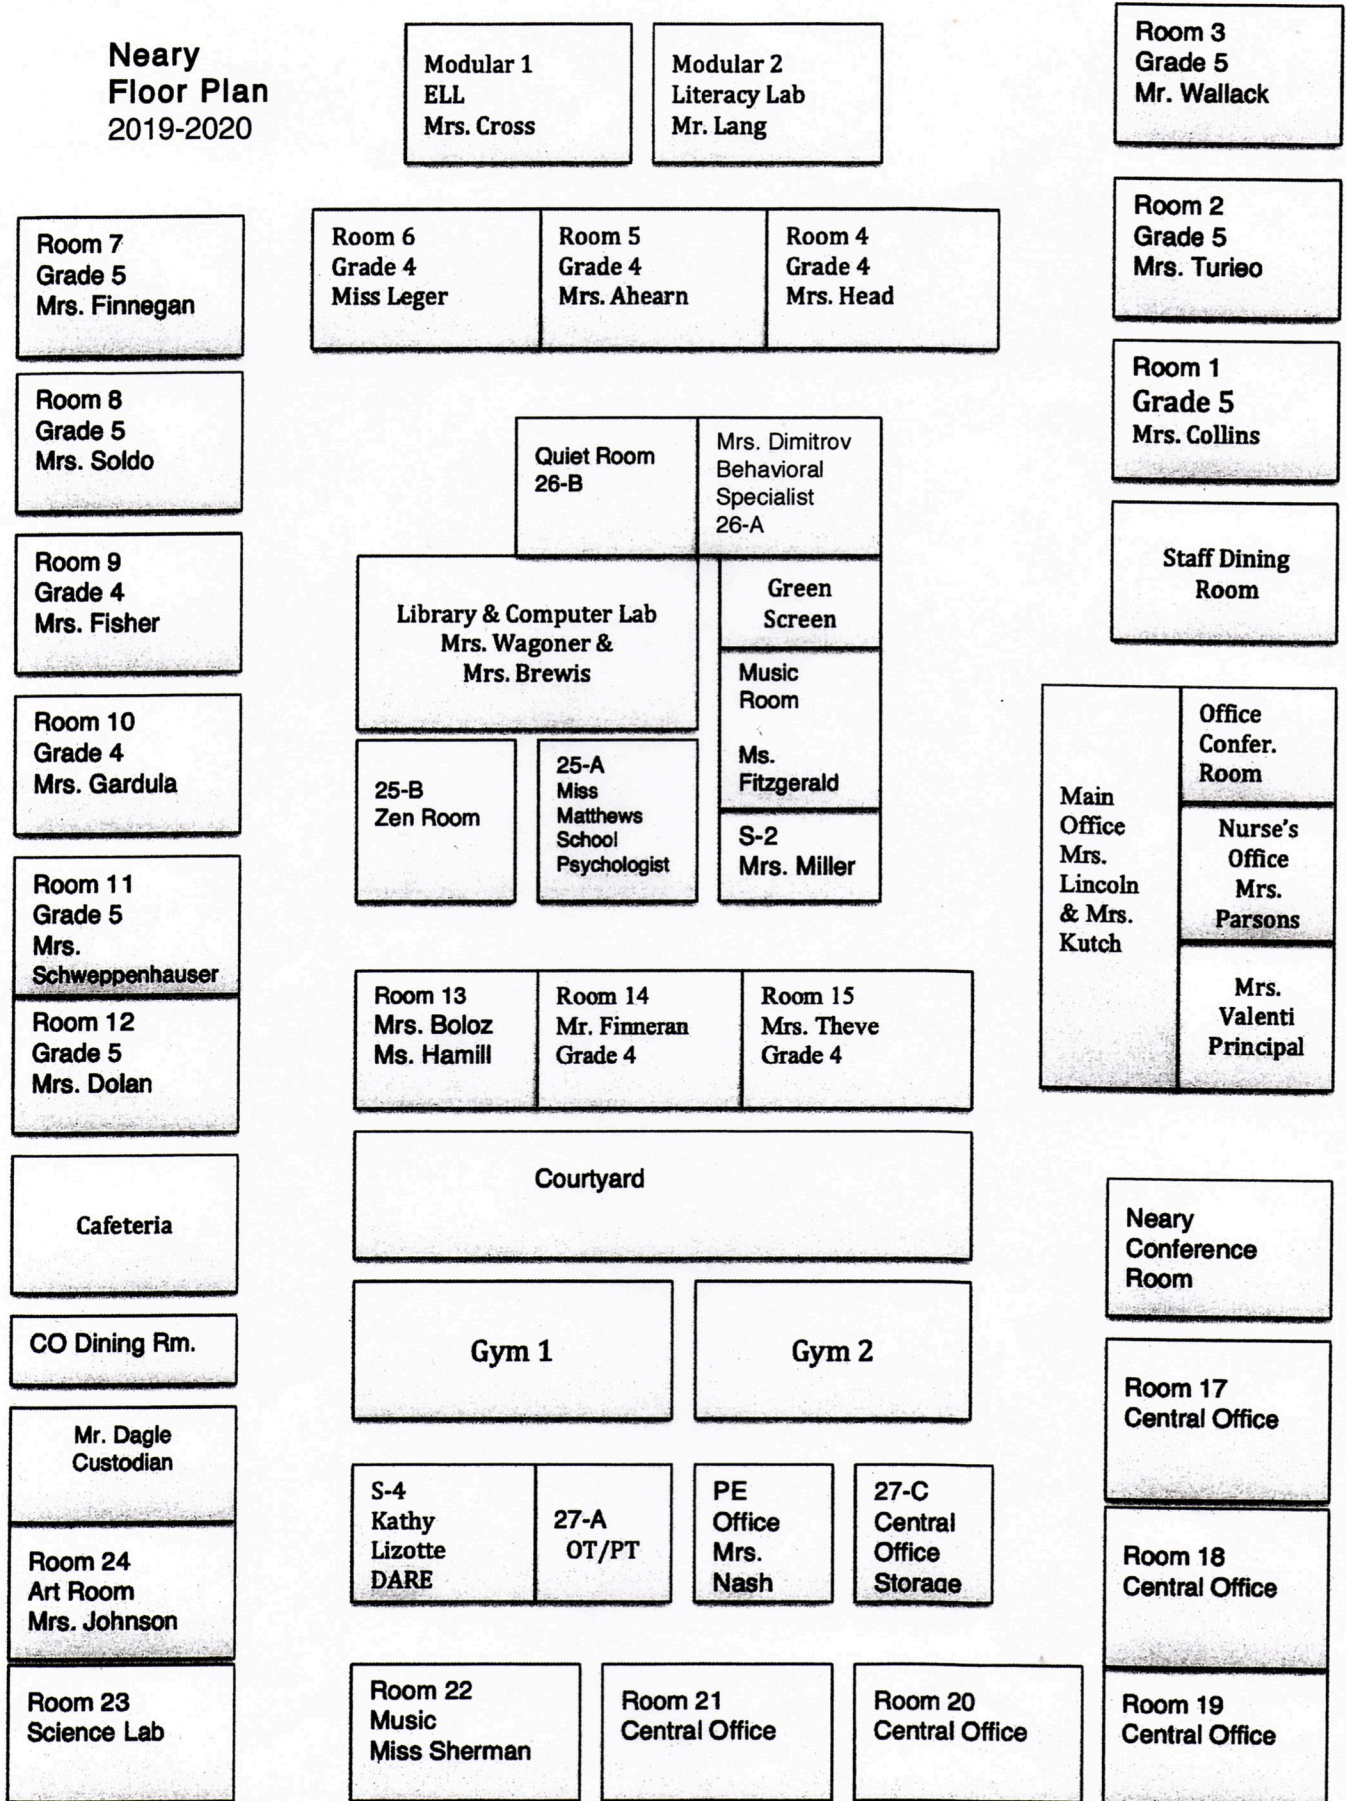 Neary
Floor Plan
2019-2020
Modular 1
ELL
Mrs. Cross
Modular 2
Literacy Lab
Mr. Lang
Room 3
Grade 5
Mr. Wallack
Room 2
Grade 5
Mrs. Turieo
Room 1
Grade 5
Mrs. Collins
Staff Dining
Room
Room 7
Grade 5
Mrs. Finnegan
Room 8
Grade 5
Mrs. Soldo
Room 9
Grade 4
Mrs. Fisher
Room 10
Grade 4
Mrs. Gardula
Room 11
Grade 5
Mrs.
Schweppenhauser
Room 12
Grade 5
Mrs. Dolan
Cafeteria
CO Dining Rm.
Mr. Dagle
Custodian
Room 24
Art Room
Mrs. Johnson
Room 23
Science Lab
Room 6
Grade 4
Miss Leger
Room 5
Grade 4
Mrs. Ahearn
Room 4
Grade 4
Mrs. Head
Quiet Room
26-B
Mrs. Dimitrov
Behavioral
Specialist
26-A
Library & Computer Lab
Mrs. Wagoner &
Mrs. Brewis
Green
Screen
Music
Room
Ms.
Fitzgerald
25-B
Zen Room
25-A
Miss
Matthews
School
Psychologist
S-2
Mrs. Miller
Main
Office
Mrs.
Lincoln
& Mrs.
Kutch
Office
Confer.
Room
Nurse's
Office
Mrs.
Parsons
Mrs.
Valenti
Principal
Room 13
Mrs. Boloz
Ms. Hamill
Room 14
Mr. Finneran
Grade 4
Room 15
Mrs. Theve
Grade 4
Courtyard
Gym 1
Gym 2
S-4
Kathy
Lizotte
DARE
27-A
OT/PT
PE
Office
Mrs.
Nash
27-C
Central
Office
Storage
Neary
Conference
Room
Room 17
Central Office
Room 18
Central Office
Room 19
Central Office
Room 22
Music
Miss Sherman
Room 21
Central Office
Room 20
Central Office